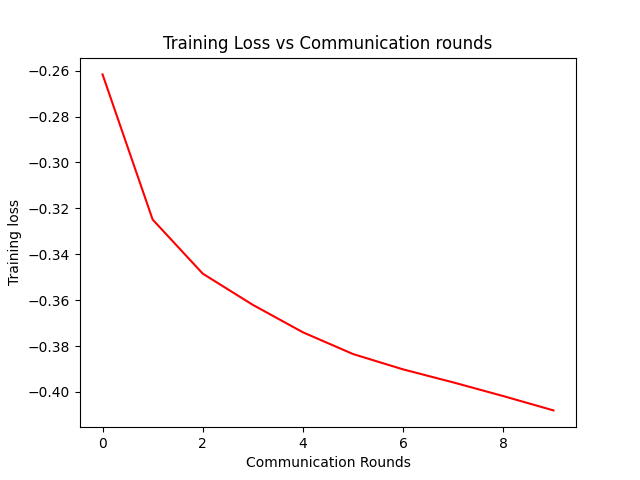 Training Loss vs Communication rounds
−0.26
−0.28
−0.30
−0.32
−0.34
−0.36
−0.38
−0.40
Training loss
0 2 4 6 8
Communication Rounds